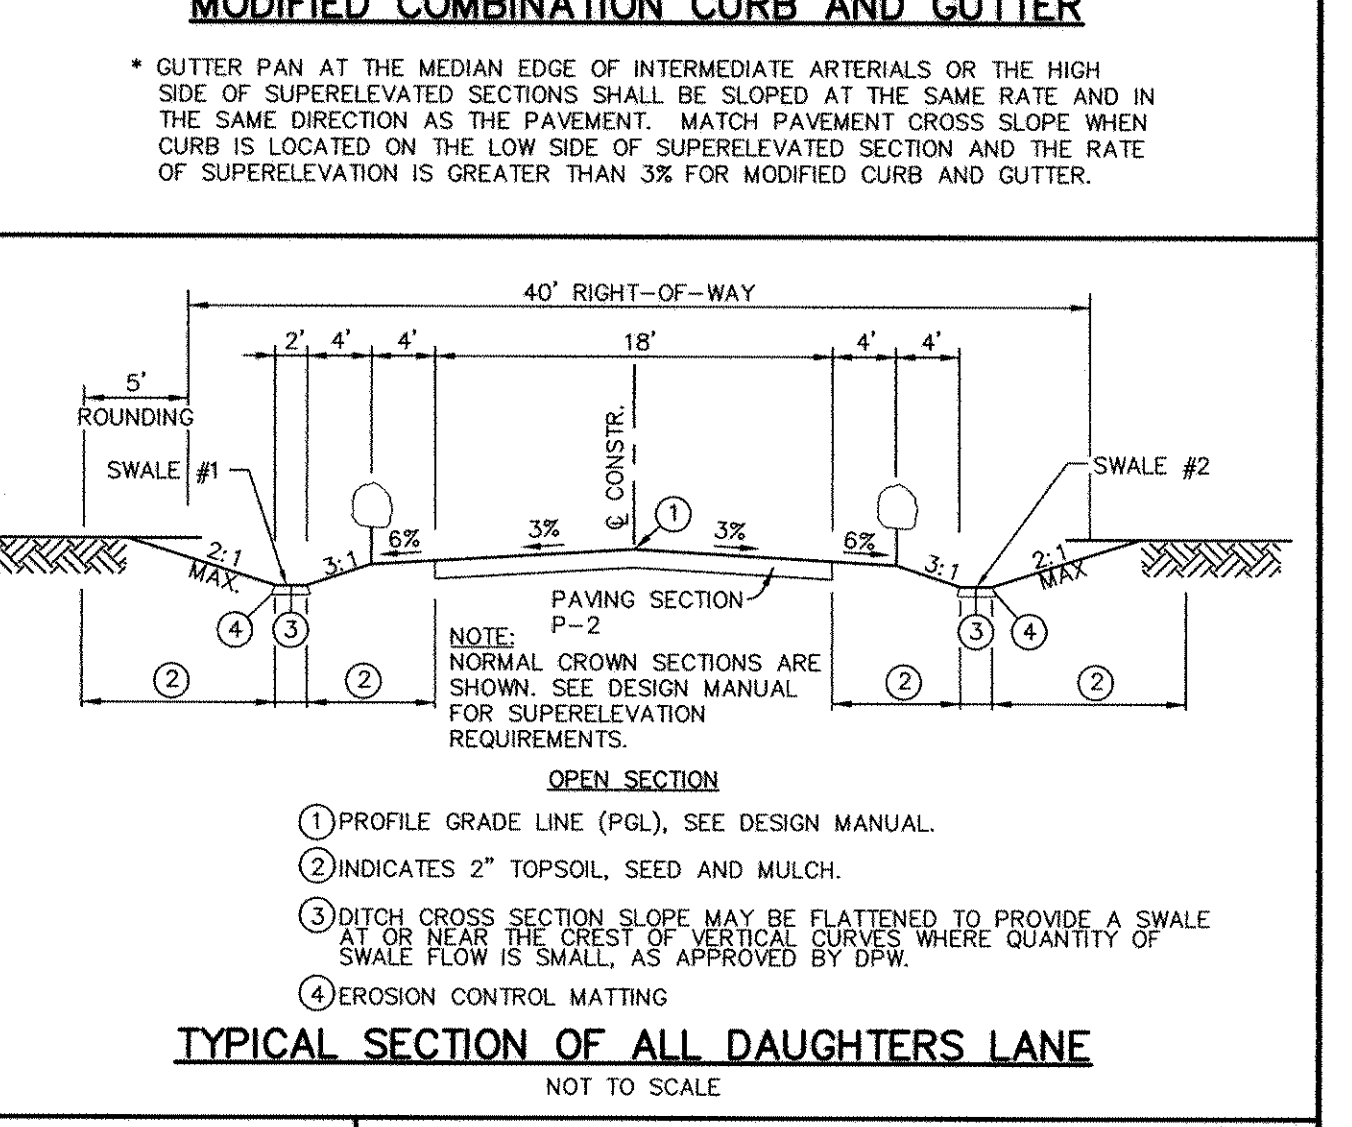 MODIFIED COMBINATION CURB AND GUTTER
* GUTTER PAN AT THE MEDIAN EDGE OF INTERMEDIATE ARTERIALS OR THE HIGH
SIDE OF SUPERELEVATED SECTIONS SHALL BE SLOPED AT THE SAME RATE AND IN
THE SAME DIRECTION AS THE PAVEMENT. MATCH PAVEMENT CROSS SLOPE WHEN
CURB IS LOCATED ON THE LOW SIDE OF SUPERELEVATED SECTION AND THE RATE
OF SUPERELEVATION IS GREATER THAN 3% FOR MODIFIED CURB AND GUTTER.
40' RIGHT-OF-WAY
2' 4' 4' 18' 4' 4'
5'
ROUNDING
SWALE #1
SWALE #2
℄ CONSTR.
1
2:1
MAX.
3:1
6%
3%
3%
6%
3:1
2:1
MAX
PAVING SECTION
P-2
4 3
3 4
2 2
2 2
NOTE:
NORMAL CROWN SECTIONS ARE
SHOWN. SEE DESIGN MANUAL
FOR SUPERELEVATION
REQUIREMENTS.
OPEN SECTION
1 PROFILE GRADE LINE (PGL), SEE DESIGN MANUAL.
2 INDICATES 2" TOPSOIL, SEED AND MULCH.
3 DITCH CROSS SECTION SLOPE MAY BE FLATTENED TO PROVIDE A SWALE
AT OR NEAR THE CREST OF VERTICAL CURVES WHERE QUANTITY OF
SWALE FLOW IS SMALL, AS APPROVED BY DPW.
4 EROSION CONTROL MATTING
TYPICAL SECTION OF ALL DAUGHTERS LANE
NOT TO SCALE